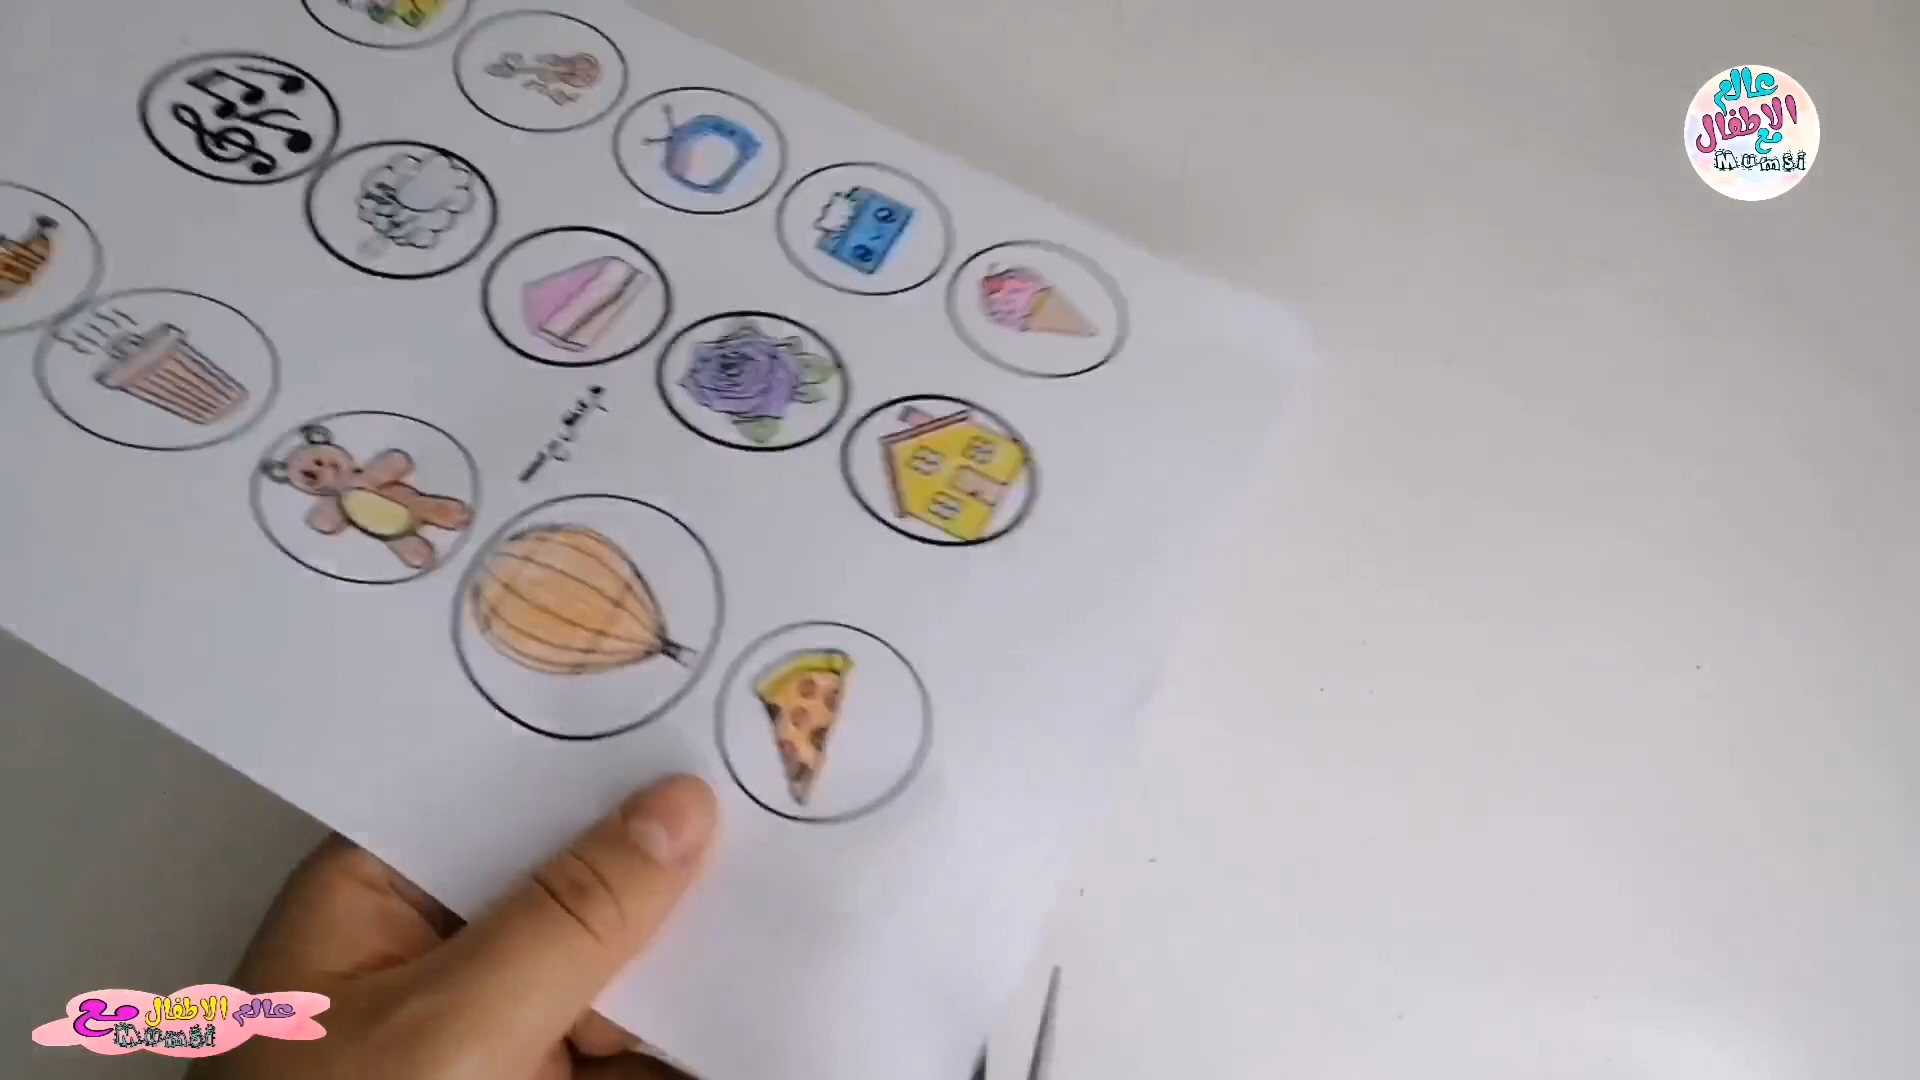 عالم
الاطفال
مع
Mumsi
عالم الاطفال مع
Mumsi